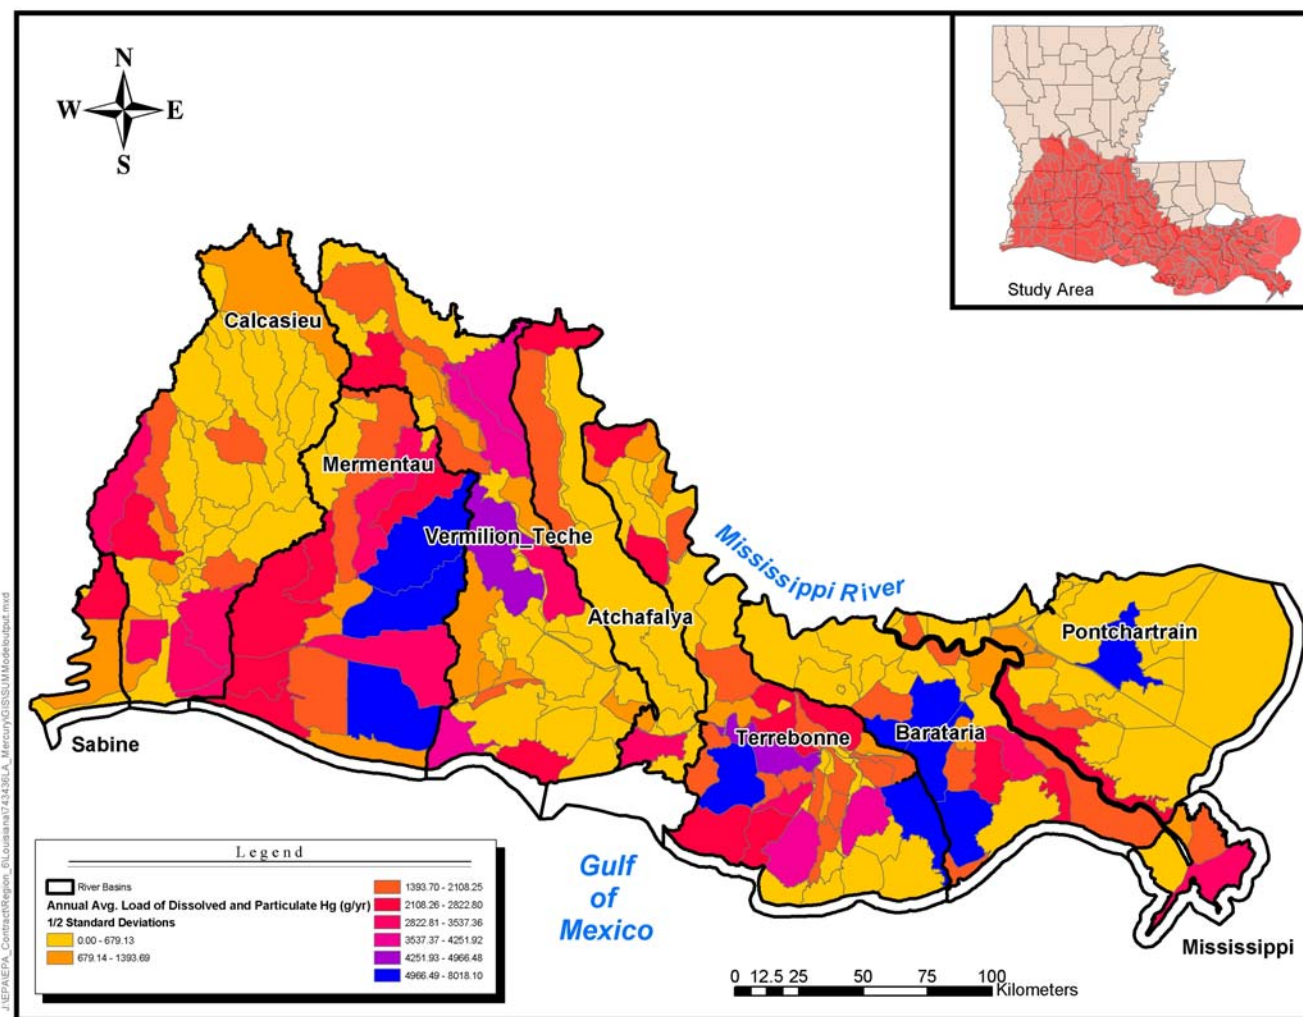 N
W E
S
Study Area
Calcasieu
Mermentau
Vermilion_Teche
Mississippi River
Atchafalya
Pontchartrain
Sabine
Terrebonne
Barataria
Gulf
of
Mexico
Mississippi
Legend
River Basins
Annual Avg. Load of Dissolved and Particulate Hg (g/yr)
1/2 Standard Deviations
0.00 - 679.13
679.14 - 1393.69
1393.70 - 2108.25
2108.26 - 2822.80
2822.81 - 3537.36
3537.37 - 4251.92
4251.93 - 4966.48
4966.49 - 8018.10
0 12.5 25 50 75 100
Kilometers